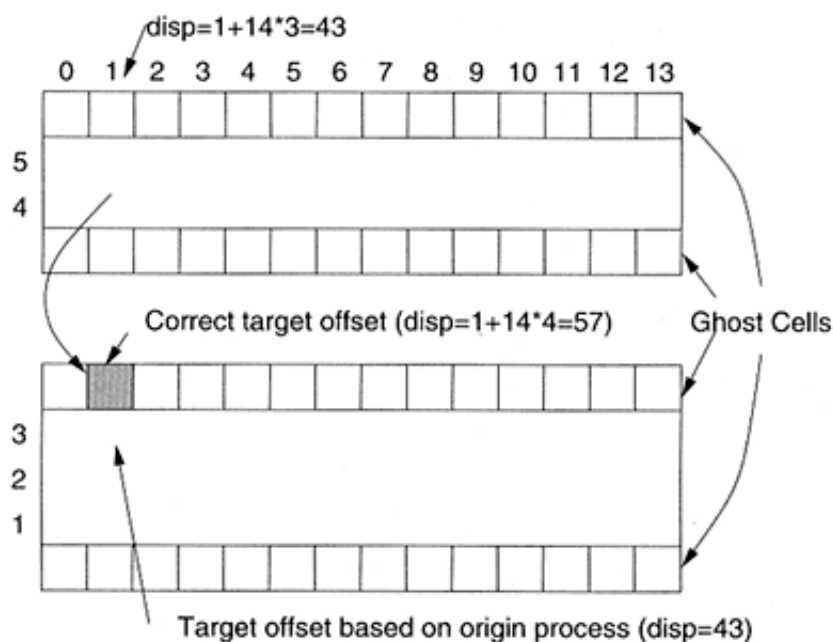 disp=1+14*3=43
0 1 2 3 4 5 6 7 8 9 10 11 12 13
5
4
Correct target offset (disp=1+14*4=57)
Ghost Cells
3
2
1
Target offset based on origin process (disp=43)